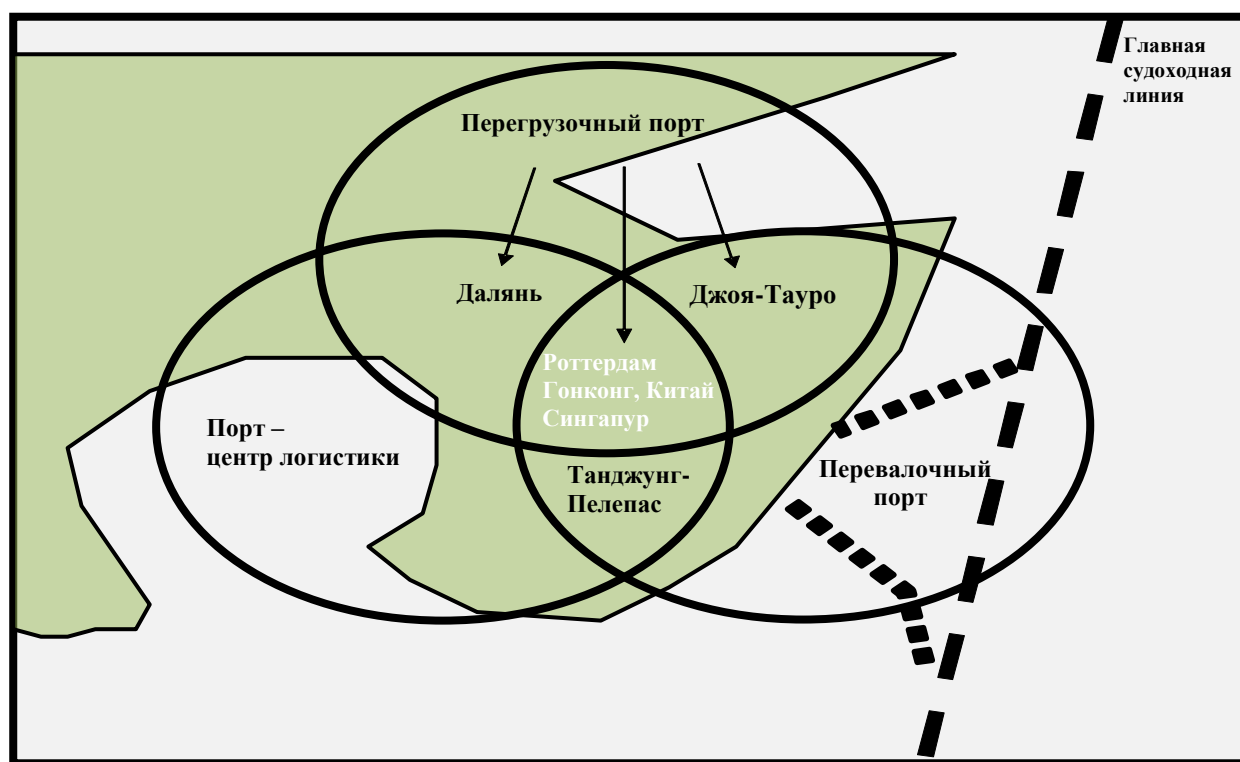 Главная
судоходная
линия
Перегрузочный порт
Далянь
Джоя-Тауро
Роттердам
Гонконг, Китай
Сингапур
Порт –
центр логистики
Танджунг-
Пелепас
Перевалочный
порт